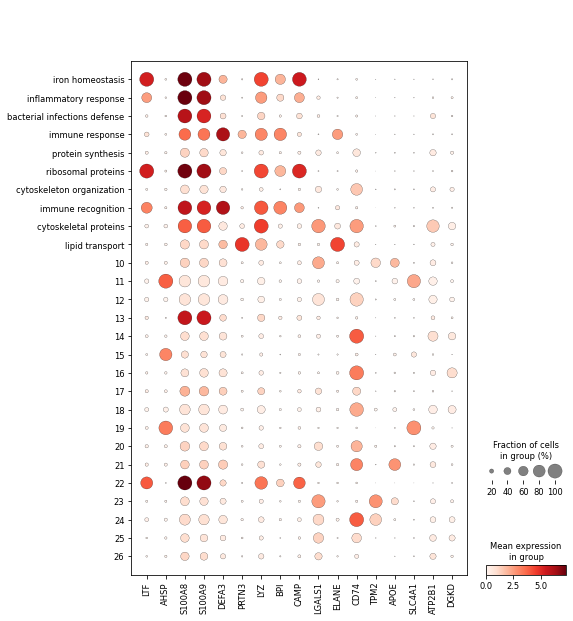 iron homeostasis
inflammatory response
bacterial infections defense
immune response
protein synthesis
ribosomal proteins
cytoskeleton organization
immune recognition
cytoskeletal proteins
lipid transport
10
11
12
13
14
15
16
17
18
19
20
21
22
23
24
25
26
LTF
AHSP
S100A8
S100A9
DEFA3
PRTN3
LYZ
BPI
CAMP
LGALS1
ELANE
CD74
TPM2
APOE
SLC4A1
ATP2B1
DGKD
Fraction of cells
in group (%)
20 40 60 80 100
Mean expression
in group
0.0 2.5 5.0